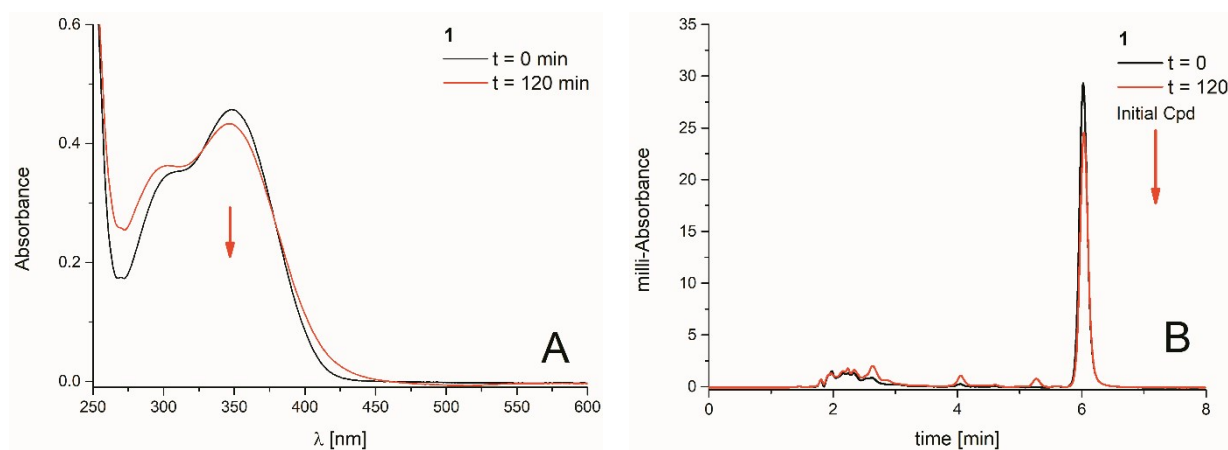 0.6
0.4
0.2
0.0
Absorbance
250 300 350 400 450 500 550 600
λ [nm]
1
t = 0 min
t = 120 min
A
35
30
25
20
15
10
5
0
milli-Absorbance
0 2 4 6 8
time [min]
1
t = 0
t = 120
Initial Cpd
B